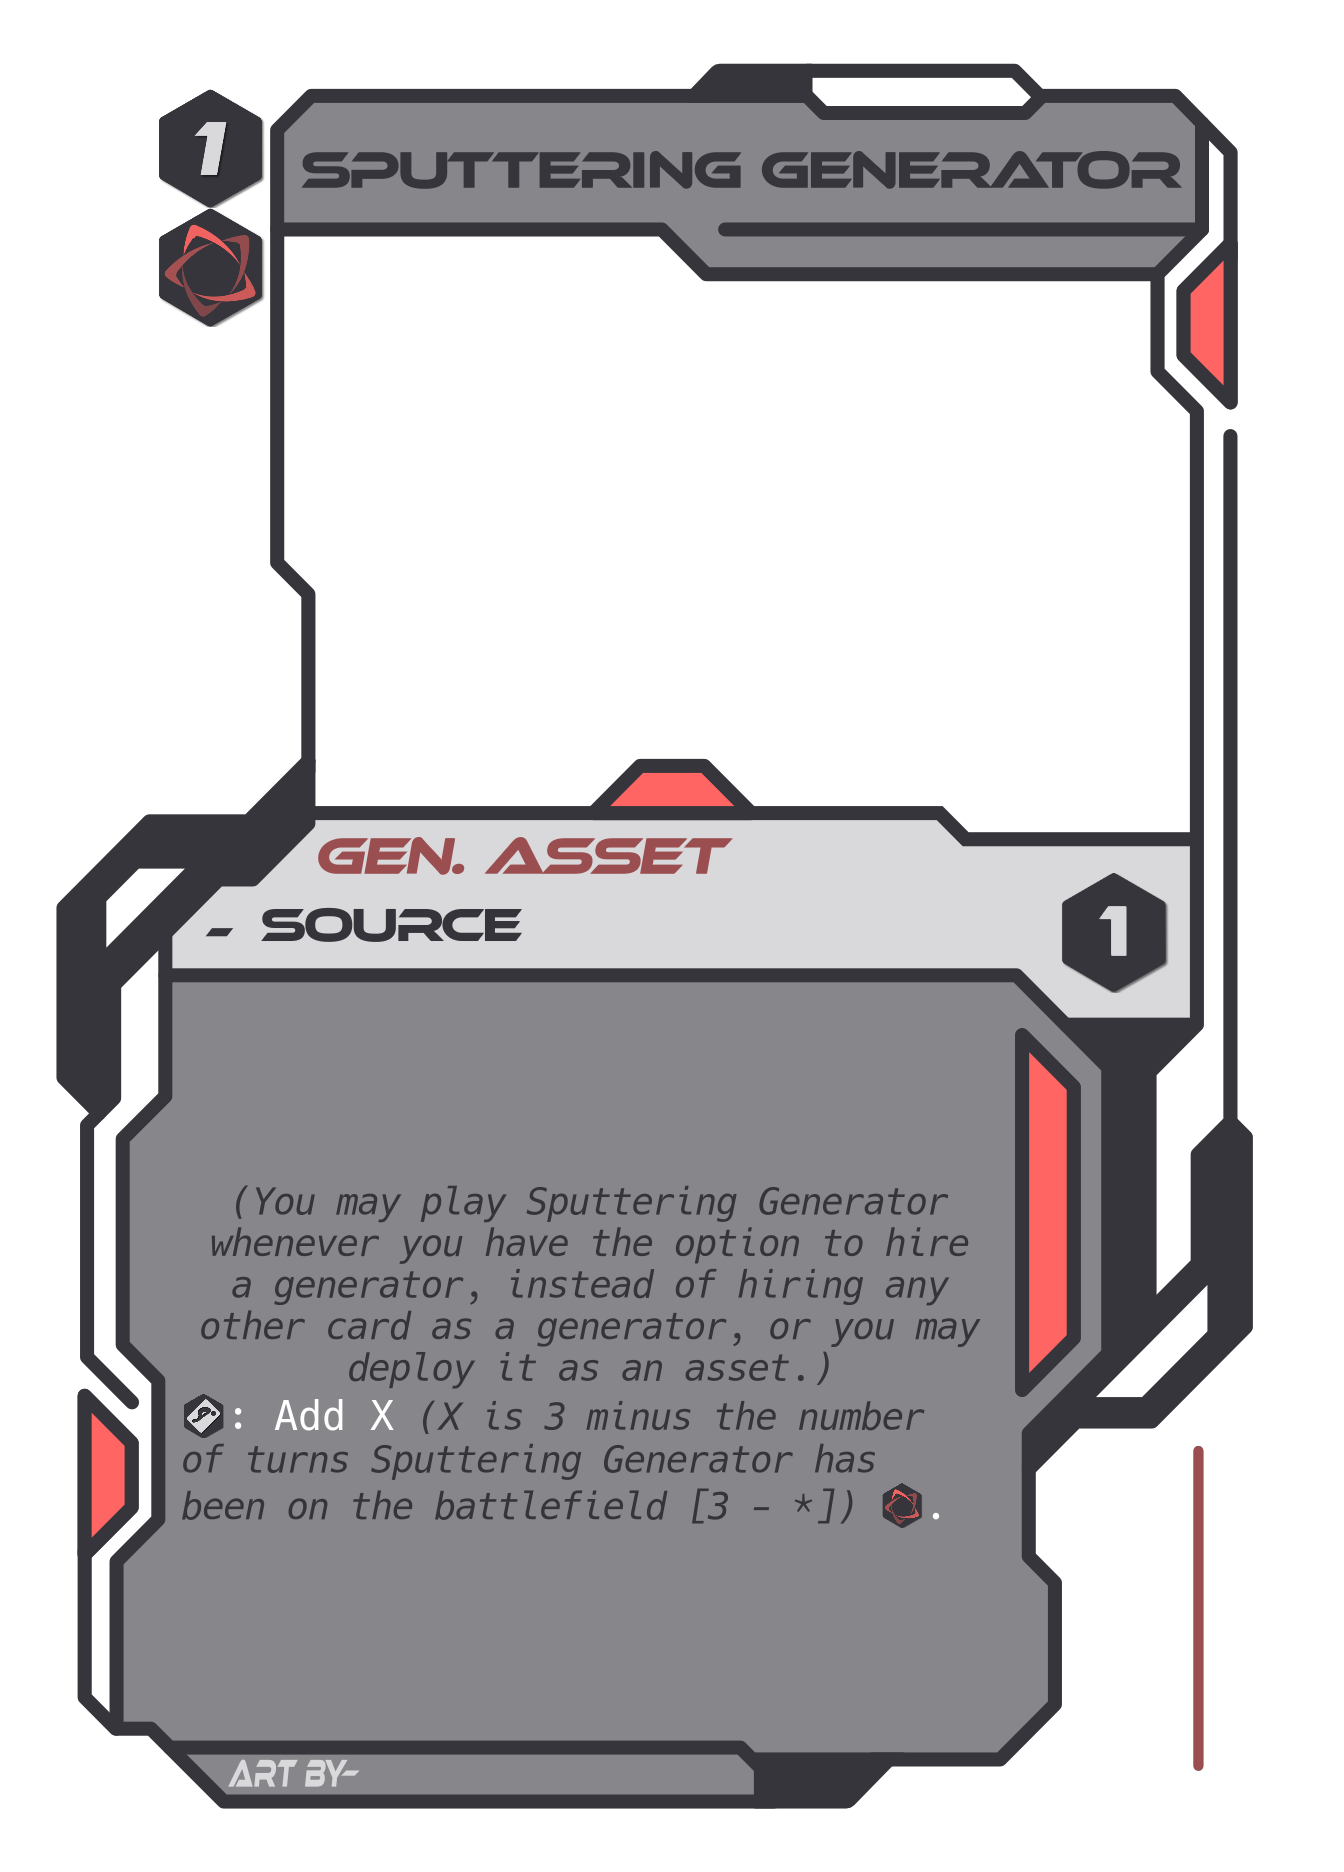 1
SPUTTERING GENERATOR
GEN. ASSET
- SOURCE
1
(You may play Sputtering Generator
whenever you have the option to hire
a generator, instead of hiring any
other card as a generator, or you may
deploy it as an asset.)
: Add X (X is 3 minus the number
of turns Sputtering Generator has
been on the battlefield [3 - *]) .
ART BY-